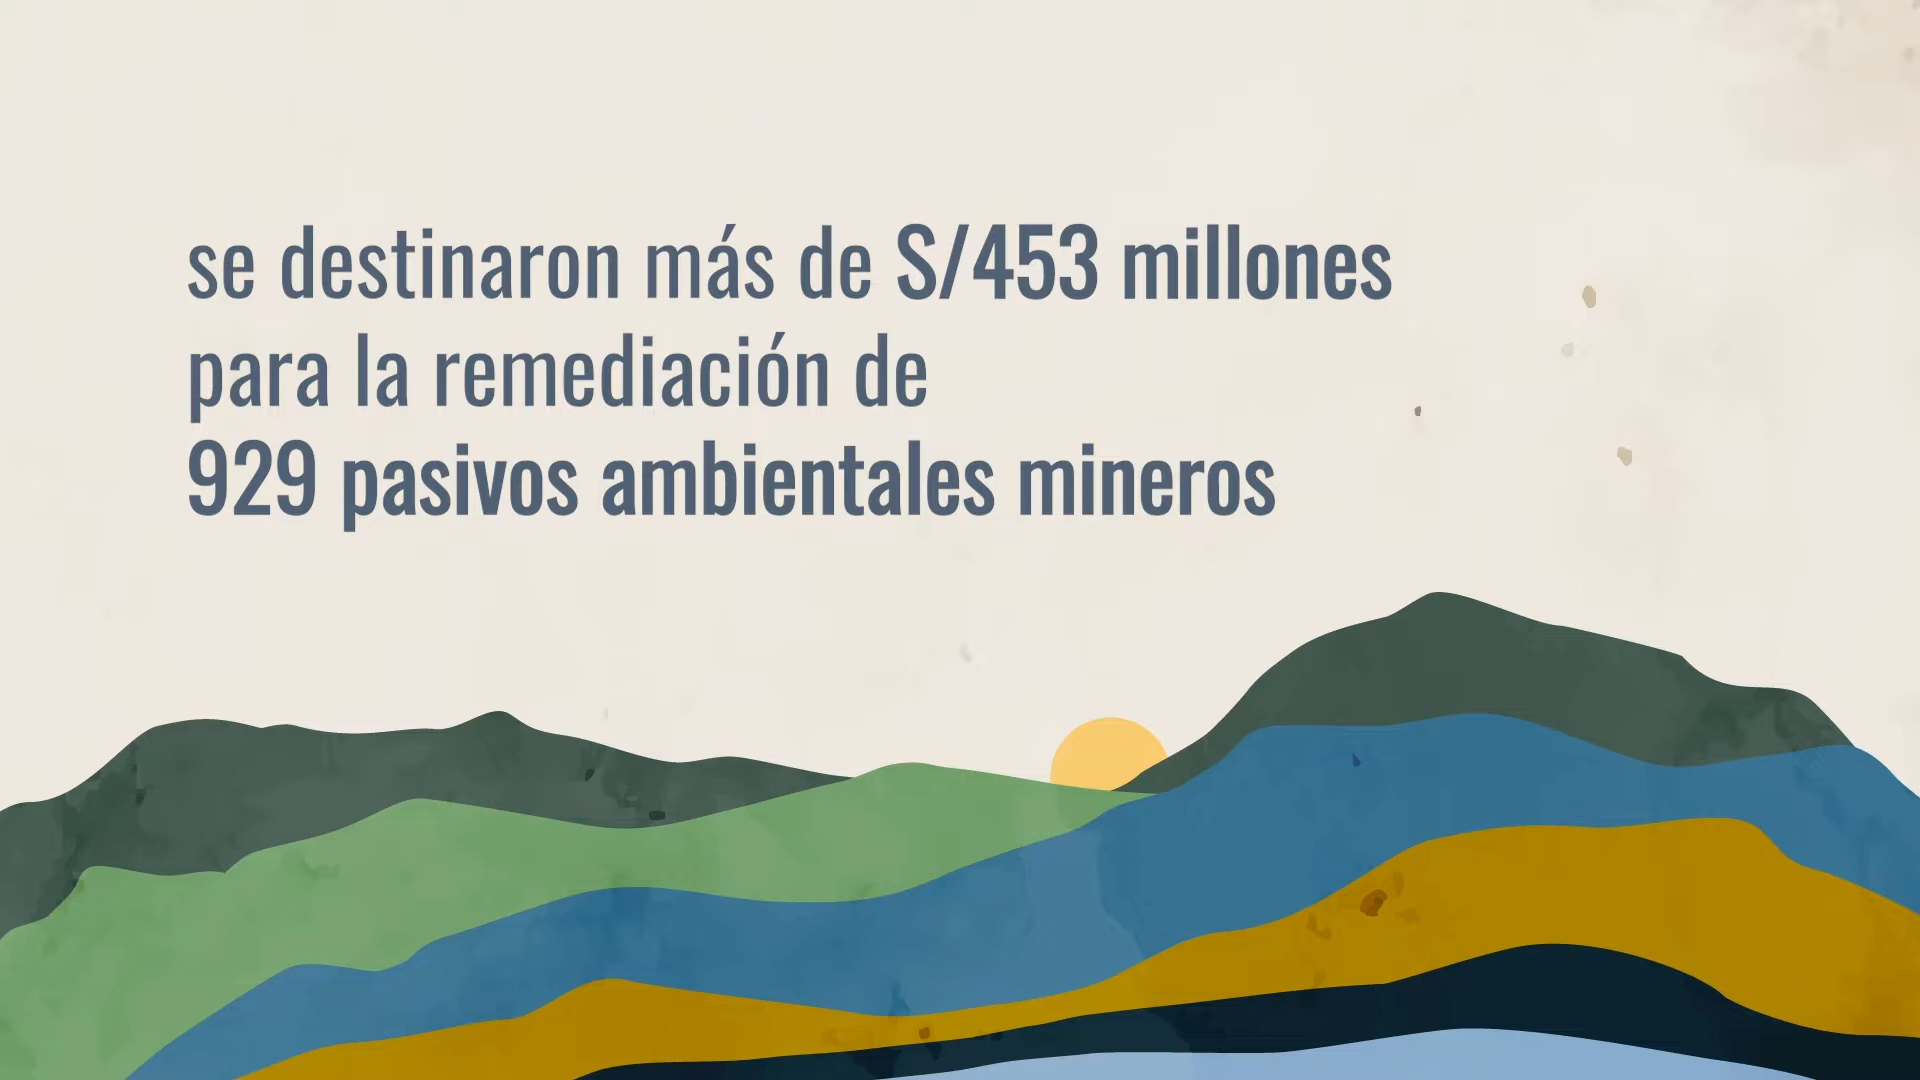 se destinaron más de S/453 millones
para la remediación de
929 pasivos ambientales mineros